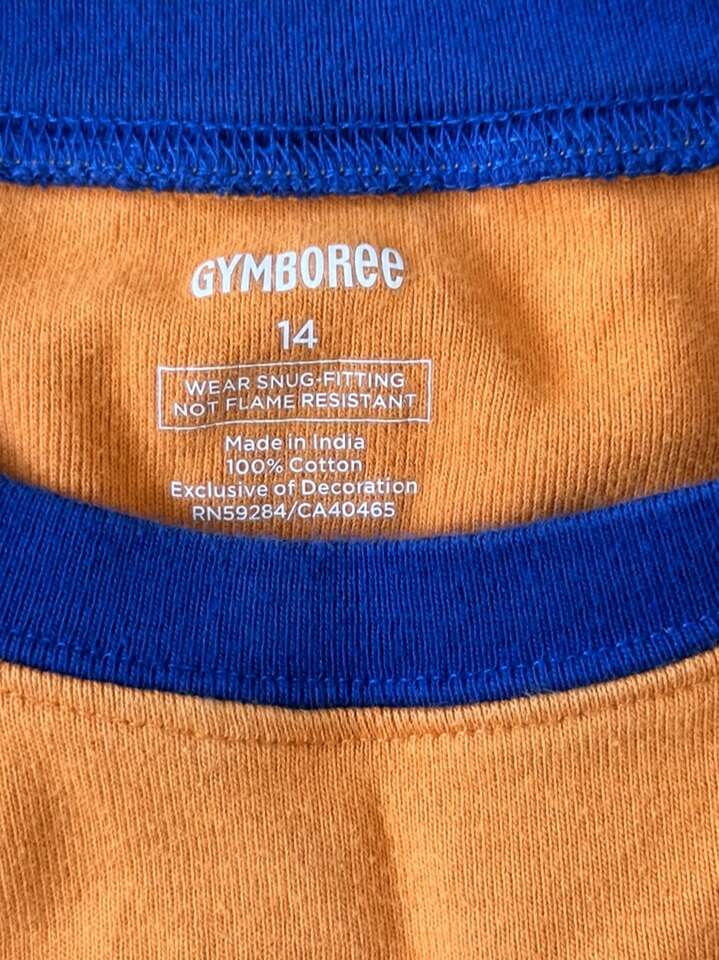 GYMBOREE
14
WEAR SNUG-FITTING
NOT FLAME RESISTANT
Made in India
100% Cotton
Exclusive of Decoration
RN59284/CA40465